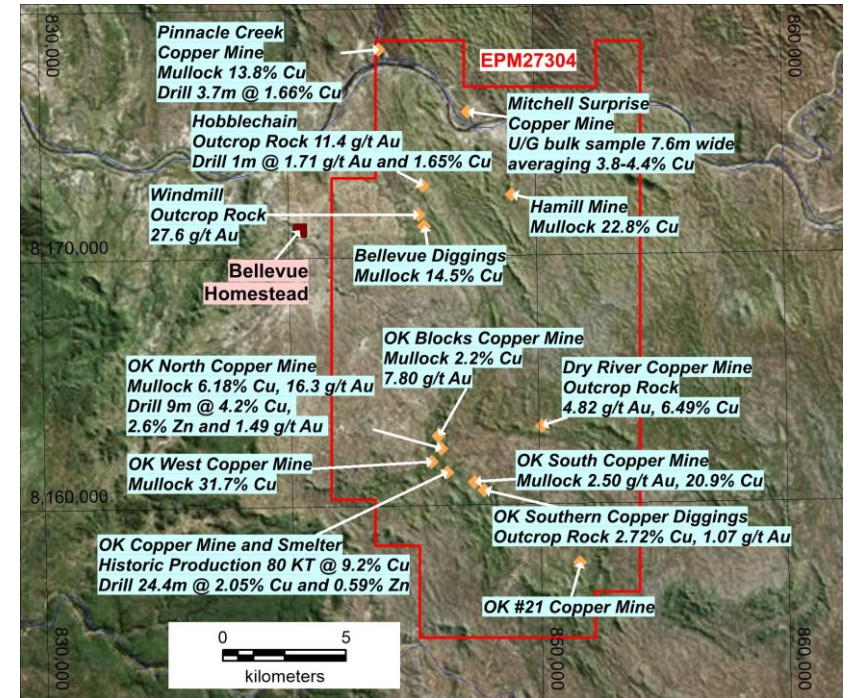 830,000
860,000
Pinnacle Creek
Copper Mine
Mullock 13.8% Cu
Drill 3.7m @ 1.66% Cu
EPM27304
Mitchell Surprise
Copper Mine
U/G bulk sample 7.6m wide
averaging 3.8-4.4% Cu
Hobblechain
Outcrop Rock 11.4 g/t Au
Drill 1m @ 1.71 g/t Au and 1.65% Cu
Windmill
Outcrop Rock
27.6 g/t Au
Hamill Mine
Mullock 22.8% Cu
8,170,000
Bellevue Diggings
Mullock 14.5% Cu
Bellevue
Homestead
OK Blocks Copper Mine
Mullock 2.2% Cu
7.80 g/t Au
OK North Copper Mine
Mullock 6.18% Cu, 16.3 g/t Au
Drill 9m @ 4.2% Cu,
2.6% Zn and 1.49 g/t Au
Dry River Copper Mine
Outcrop Rock
4.82 g/t Au, 6.49% Cu
OK West Copper Mine
Mullock 31.7% Cu
OK South Copper Mine
Mullock 2.50 g/t Au, 20.9% Cu
8,160,000
OK Southern Copper Diggings
Outcrop Rock 2.72% Cu, 1.07 g/t Au
OK Copper Mine and Smelter
Historic Production 80 KT @ 9.2% Cu
Drill 24.4m @ 2.05% Cu and 0.59% Zn
OK #21 Copper Mine
0 5
kilometers
830,000
850,000
860,000